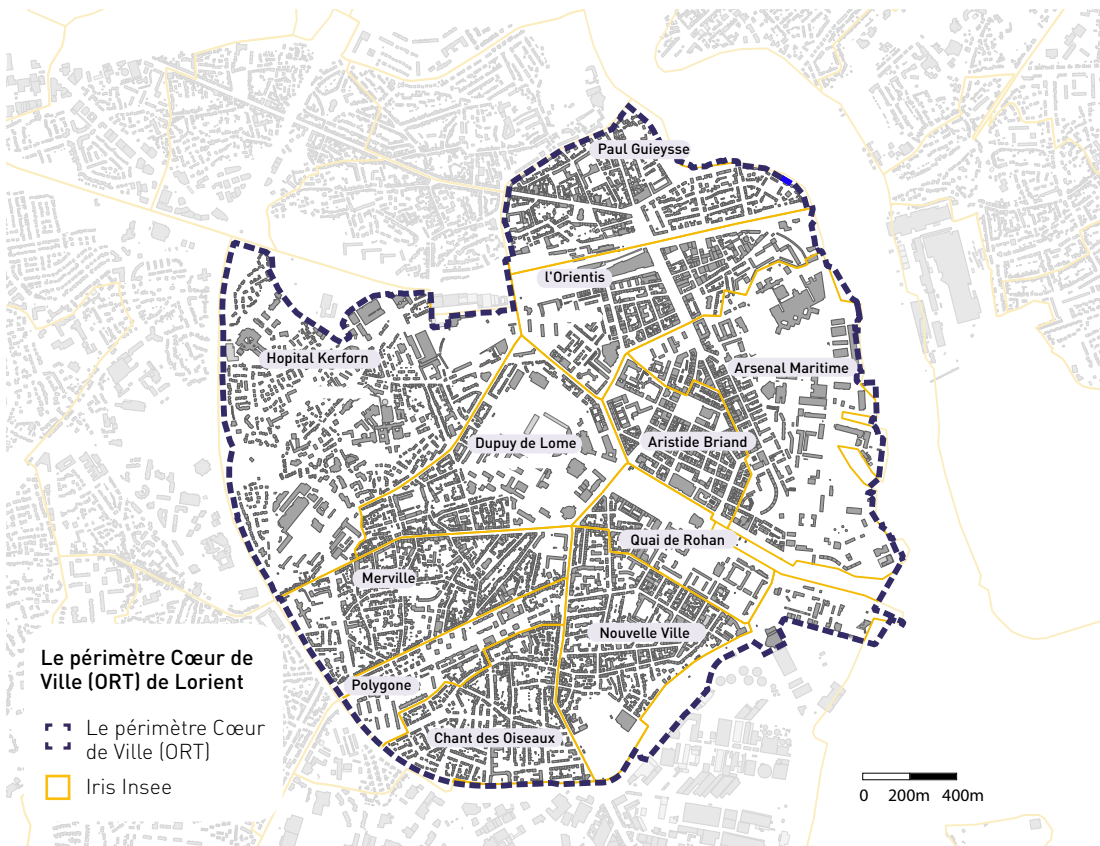 Paul Guieysse
l'Orientis
Hopital Kerforn
Arsenal Maritime
Dupuy de Lome
Aristide Briand
Quai de Rohan
Merville
Nouvelle Ville
Polygone
Chant des Oiseaux
Le périmètre Cœur de
Ville (ORT) de Lorient
Le périmètre Cœur
de Ville (ORT)
Iris Insee
0 200m 400m